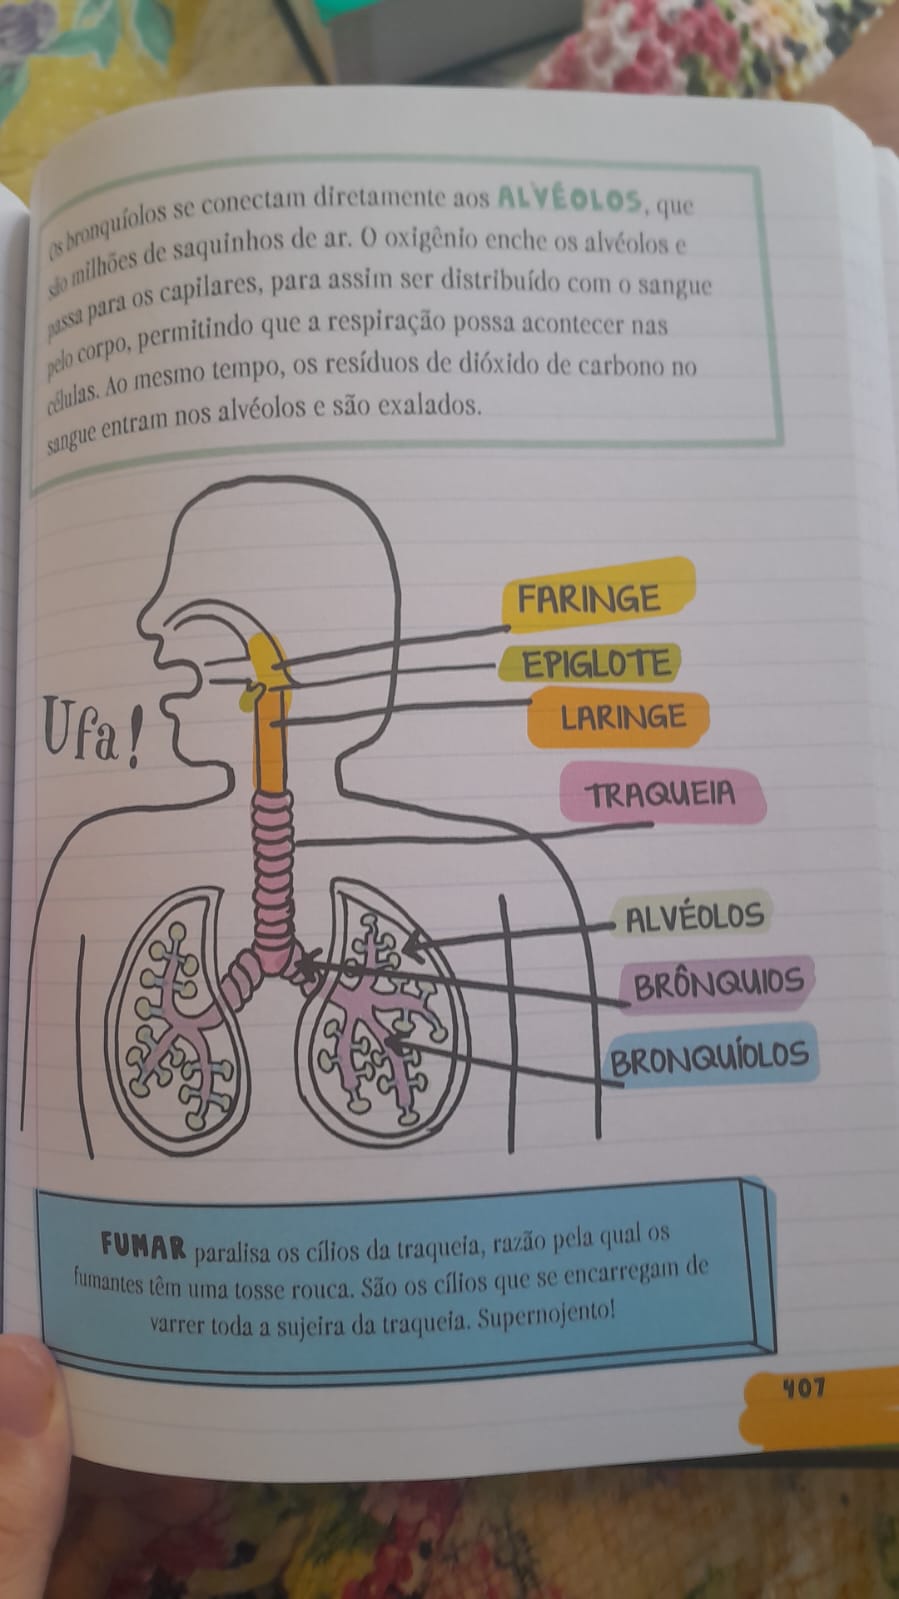 Os bronquíolos se conectam diretamente aos ALVÉOLOS, que
são milhões de saquinhos de ar. O oxigênio enche os alvéolos e
passa para os capilares, para assim ser distribuído com o sangue
pelo corpo, permitindo que a respiração possa acontecer nas
células. Ao mesmo tempo, os resíduos de dióxido de carbono no
sangue entram nos alvéolos e são exalados.
FARINGE
EPIGLOTE
LARINGE
Ufa!
TRAQUEIA
ALVÉOLOS
BRÔNQUIOS
BRONQUÍOLOS
FUMAR paralisa os cílios da traqueia, razão pela qual os
fumantes têm uma tosse rouca. São os cílios que se encarregam de
varrer toda a sujeira da traqueia. Supernojento!
407